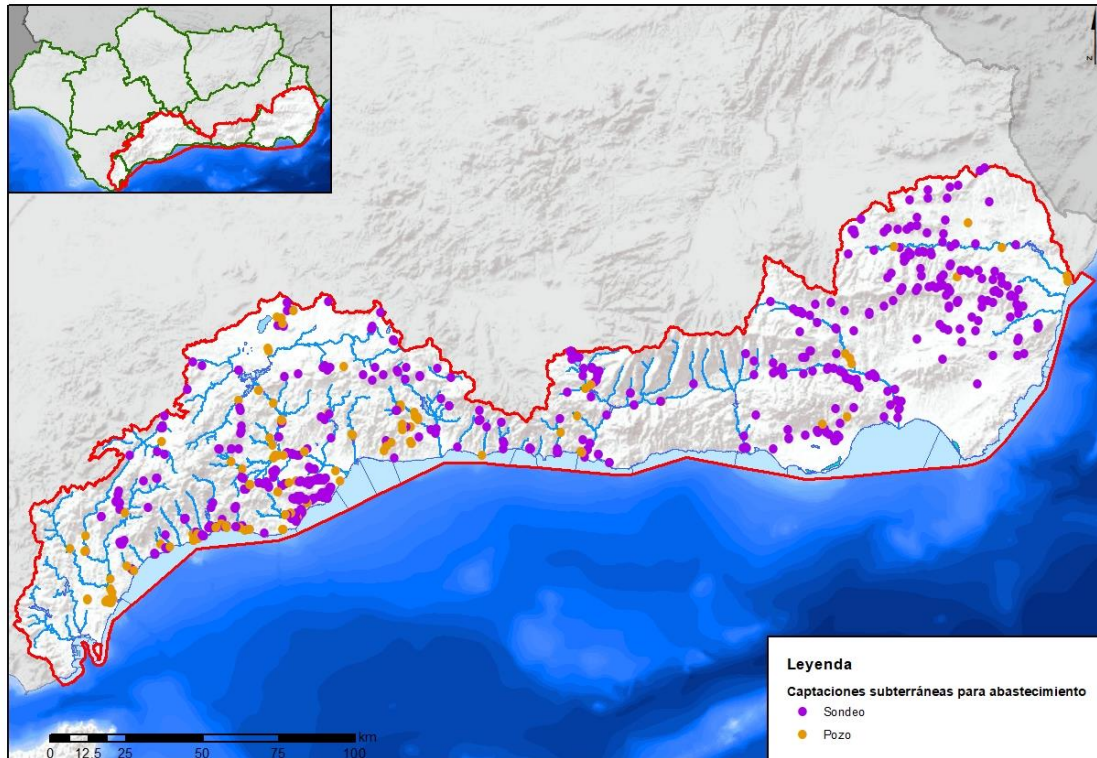 N
Leyenda
Captaciones subterráneas para abastecimiento
Sondeo
Pozo
km
0 12.5 25 50 75 100